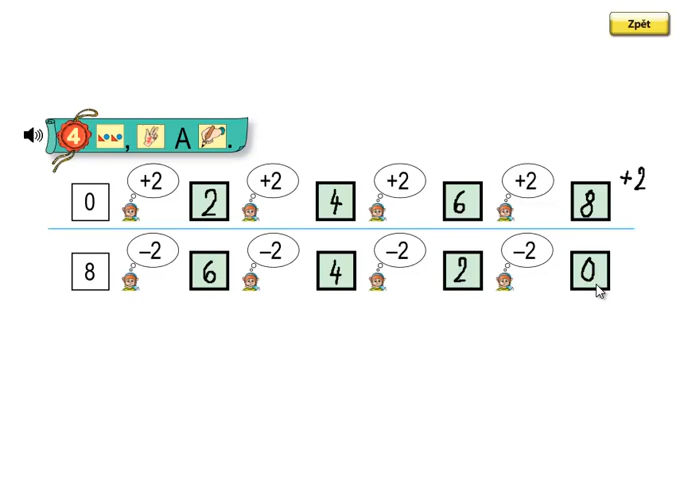 Zpět
4 , A .
+2 +2 +2 +2 +2
0 2 4 6 8
–2 –2 –2 –2
8 6 4 2 0